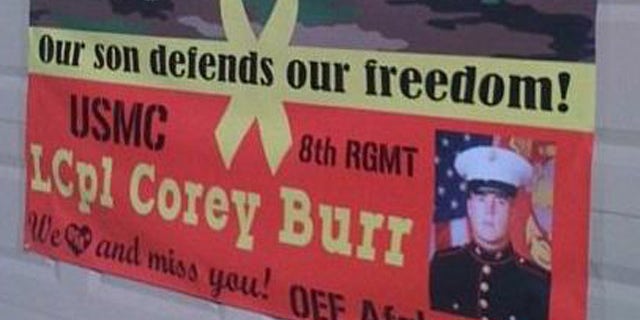 Our son defends our freedom!
USMC
8th RGMT
LCpl Corey Burr
We and miss you!
OEF